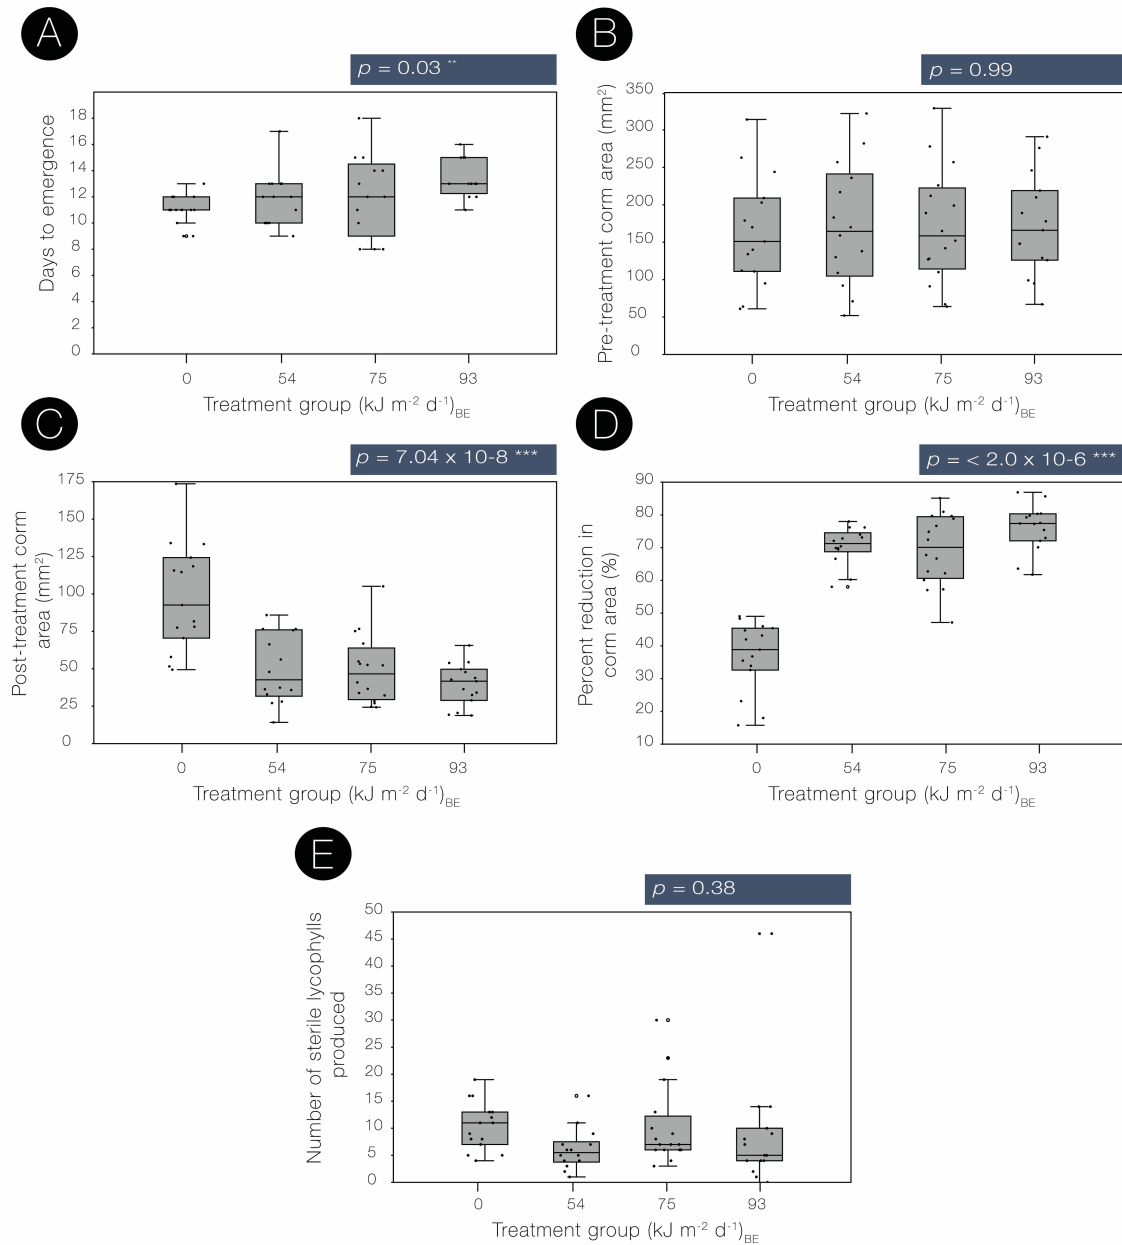 A
p = 0.03 **
Days to emergence
18
16
14
12
10
8
6
4
2
0
0 54 75 93
Treatment group (kJ m⁻² d⁻¹)BE
B
p = 0.99
Pre-treatment corm area (mm²)
350
300
250
200
150
100
50
0
0 54 75 93
Treatment group (kJ m⁻² d⁻¹)BE
C
p = 7.04 x 10-8 ***
Post-treatment corm
area (mm²)
175
150
125
100
75
50
25
0
0 54 75 93
Treatment group (kJ m⁻² d⁻¹)BE
D
p = < 2.0 x 10-6 ***
Percent reduction in
corm area (%)
90
80
70
60
50
40
30
20
10
0 54 75 93
Treatment group (kJ m⁻² d⁻¹)BE
E
p = 0.38
Number of sterile lycophylls
produced
50
45
40
35
30
25
20
15
10
5
0
0 54 75 93
Treatment group (kJ m⁻² d⁻¹)BE